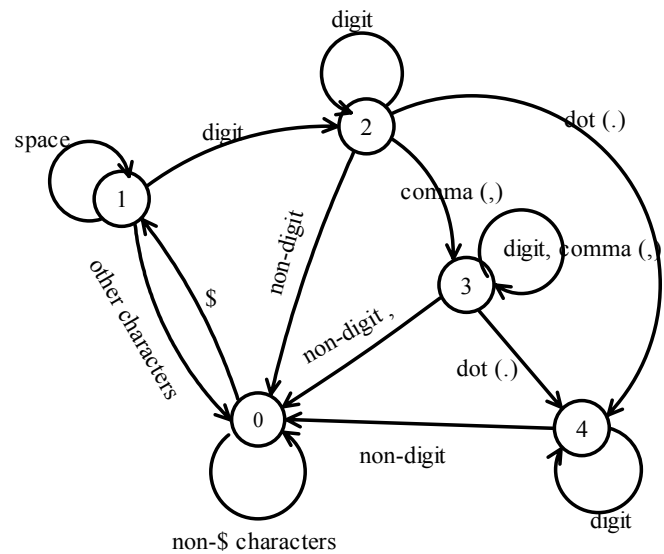 digit
dot (.)
2
digit
space
1
comma (,)
non-digit
digit, comma (,)
3
other characters
$
non-digit ,
dot (.)
0
4
non-digit
digit
non-$ characters